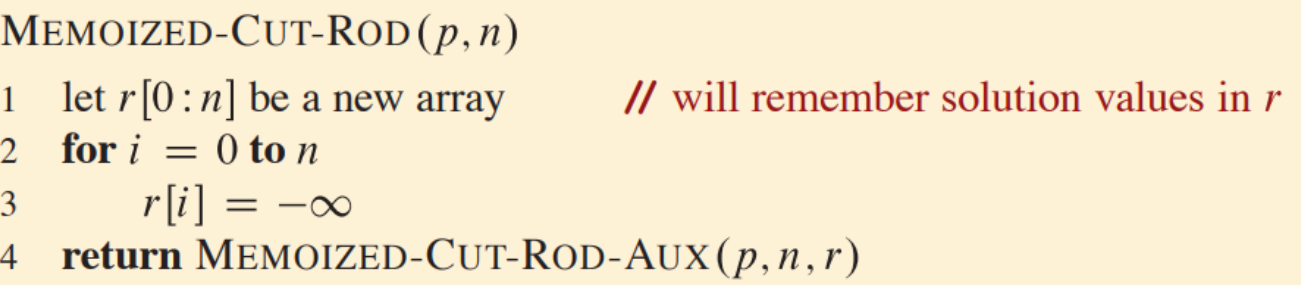 MEMOIZED-CUT-ROD(p, n)
1 let r[0 : n] be a new array // will remember solution values in r
2 for i = 0 to n
3 r[i] = −∞
4 return MEMOIZED-CUT-ROD-AUX(p, n, r)